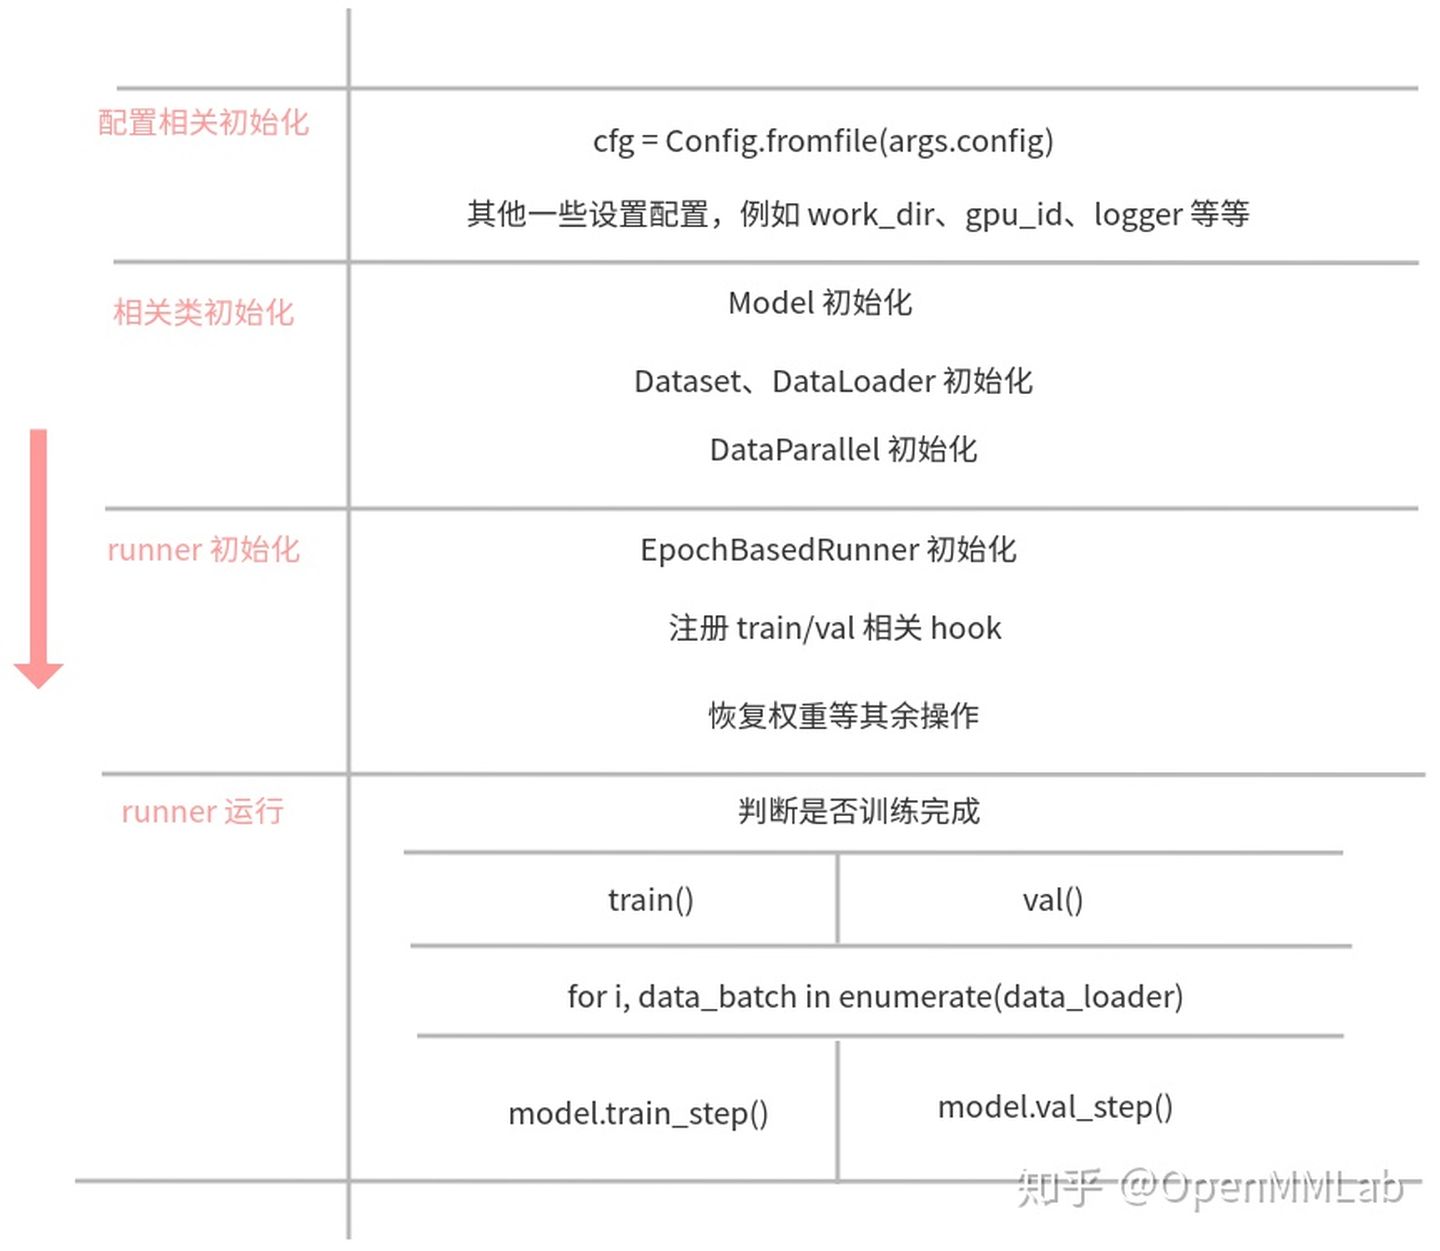 配置相关初始化
cfg = Config.fromfile(args.config)
其他一些设置配置，例如 work_dir、gpu_id、logger 等等
相关类初始化
Model 初始化
Dataset、DataLoader 初始化
DataParallel 初始化
runner 初始化
EpochBasedRunner 初始化
注册 train/val 相关 hook
恢复权重等其余操作
runner 运行
判断是否训练完成
train()
val()
for i, data_batch in enumerate(data_loader)
model.train_step()
model.val_step()
知乎 @OpenMMLab